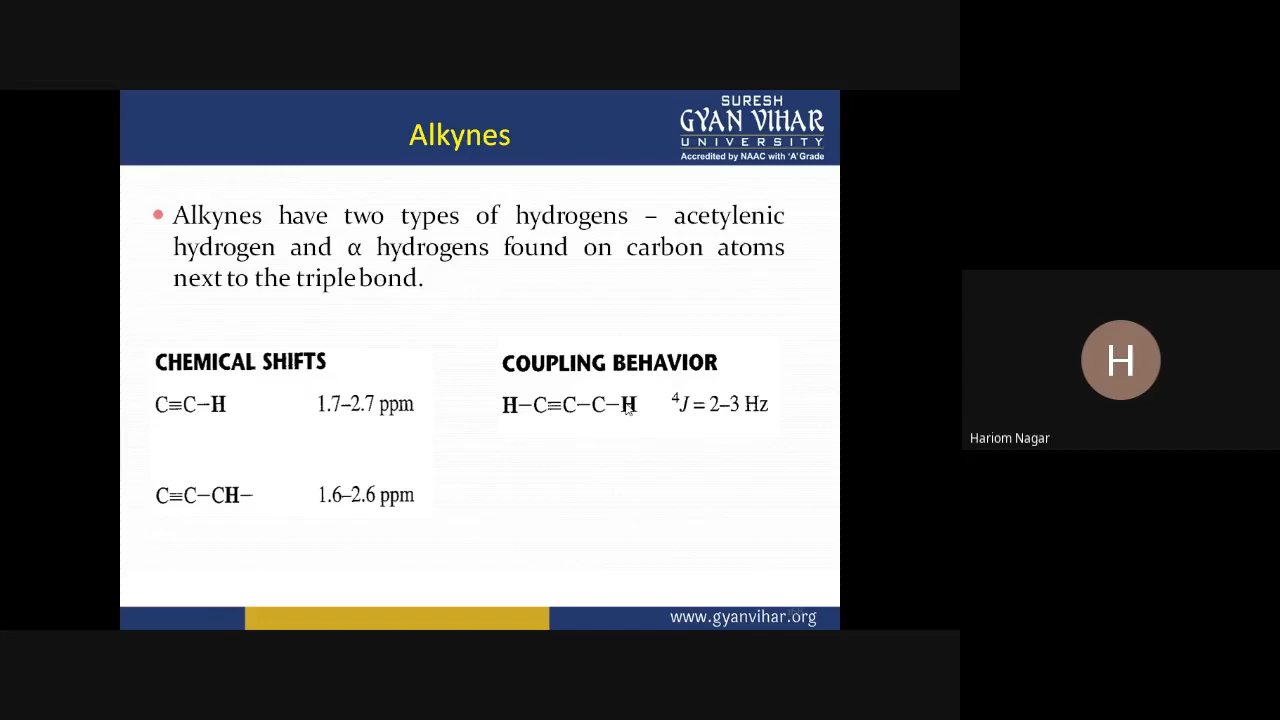 Alkynes
SURESH
GYAN VIHAR
UNIVERSITY
Accredited by NAAC with 'A' Grade
• Alkynes have two types of hydrogens – acetylenic
hydrogen and α hydrogens found on carbon atoms
next to the triple bond.
CHEMICAL SHIFTS
C≡C–H 1.7–2.7 ppm
C≡C–CH– 1.6–2.6 ppm
COUPLING BEHAVIOR
H–C≡C–C–H ⁴J = 2–3 Hz
www.gyanvihar.org
H
Hariom Nagar